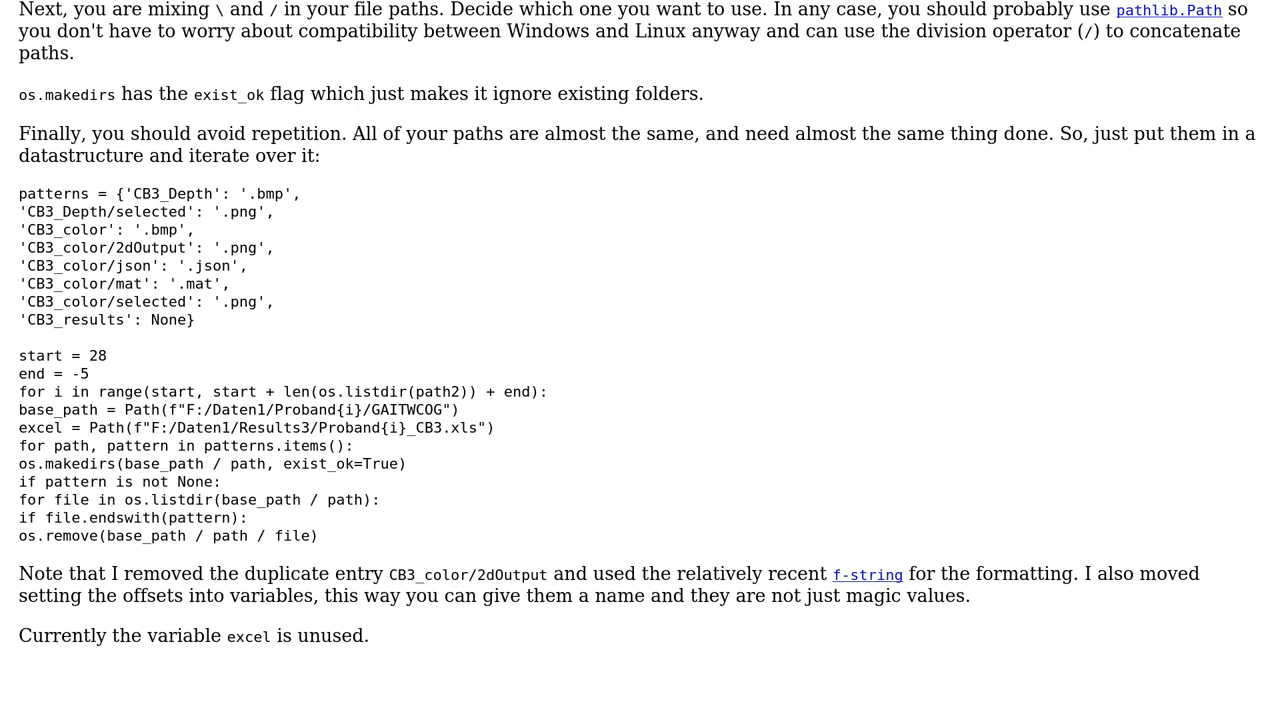 Next, you are mixing \ and / in your file paths. Decide which one you want to use. In any case, you should probably use pathlib.Path so
you don't have to worry about compatibility between Windows and Linux anyway and can use the division operator (/) to concatenate
paths.
os.makedirs has the exist_ok flag which just makes it ignore existing folders.
Finally, you should avoid repetition. All of your paths are almost the same, and need almost the same thing done. So, just put them in a
datastructure and iterate over it:
patterns = {'CB3_Depth': '.bmp',
'CB3_Depth/selected': '.png',
'CB3_color': '.bmp',
'CB3_color/2dOutput': '.png',
'CB3_color/json': '.json',
'CB3_color/mat': '.mat',
'CB3_color/selected': '.png',
'CB3_results': None}
start = 28
end = -5
for i in range(start, start + len(os.listdir(path2)) + end):
base_path = Path(f"F:/Daten1/Proband{i}/GAITWCOG")
excel = Path(f"F:/Daten1/Results3/Proband{i}_CB3.xls")
for path, pattern in patterns.items():
os.makedirs(base_path / path, exist_ok=True)
if pattern is not None:
for file in os.listdir(base_path / path):
if file.endswith(pattern):
os.remove(base_path / path / file)
Note that I removed the duplicate entry CB3_color/2dOutput and used the relatively recent f-string for the formatting. I also moved
setting the offsets into variables, this way you can give them a name and they are not just magic values.
Currently the variable excel is unused.